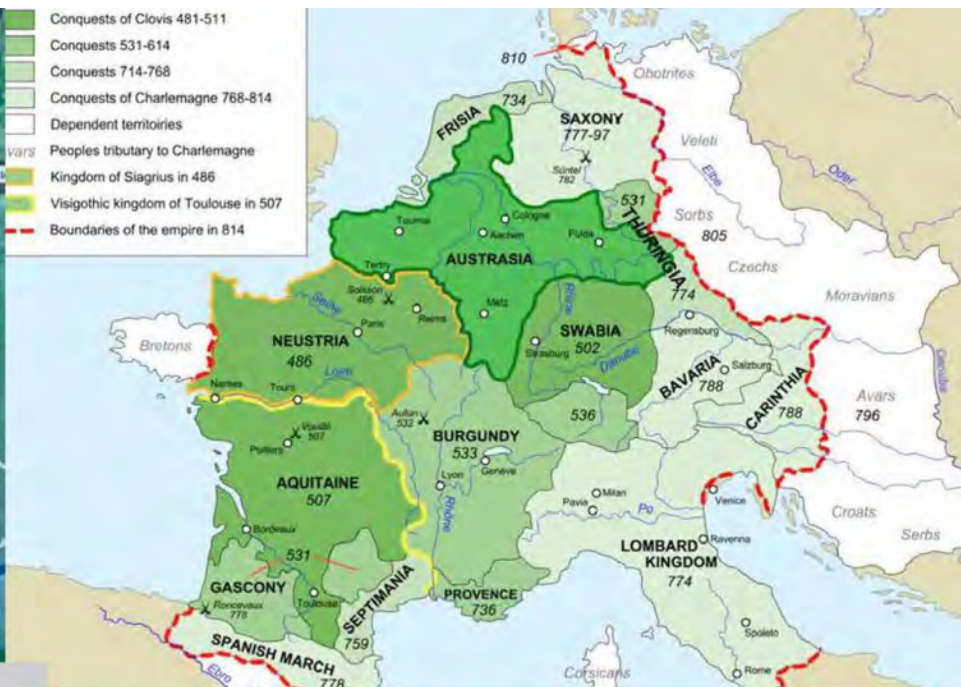 Conquests of Clovis 481-511
Conquests 531-614
Conquests 714-768
Conquests of Charlemagne 768-814
Dependent territoiries
vars Peoples tributary to Charlemagne
Kingdom of Siagrius in 486
Visigothic kingdom of Toulouse in 507
Boundaries of the empire in 814
810
Obotrites
734
FRISIA
SAXONY
777-97
Süntel
782
Veleti
Elbe
Oder
531
THURINGIA
Sorbs
805
Tournai
Cologne
Aachen
Fulda
AUSTRASIA
Czechs
Tertry
Soisson
486
Metz
774
Moravians
Seine
Reims
Rhine
SWABIA
502
Regensburg
Paris
NEUSTRIA
486
Strasburg
Danube
Bretons
Loire
BAVARIA
788
Salzburg
CARINTHIA
788
Avars
796
Danube
Nantes
Tours
Autun
532
536
Vouillé
507
Poitiers
BURGUNDY
533
Genève
Lyon
AQUITAINE
507
Rhône
Milan
Pavia
Po
Venice
Croats
Serbs
Bordeaux
531
LOMBARD
KINGDOM
774
Ravenna
GASCONY
Roncevaux
778
Toulouse
SEPTIMANIA
759
PROVENCE
736
Spoleto
SPANISH MARCH
778
Ebro
Corsicans
Rome